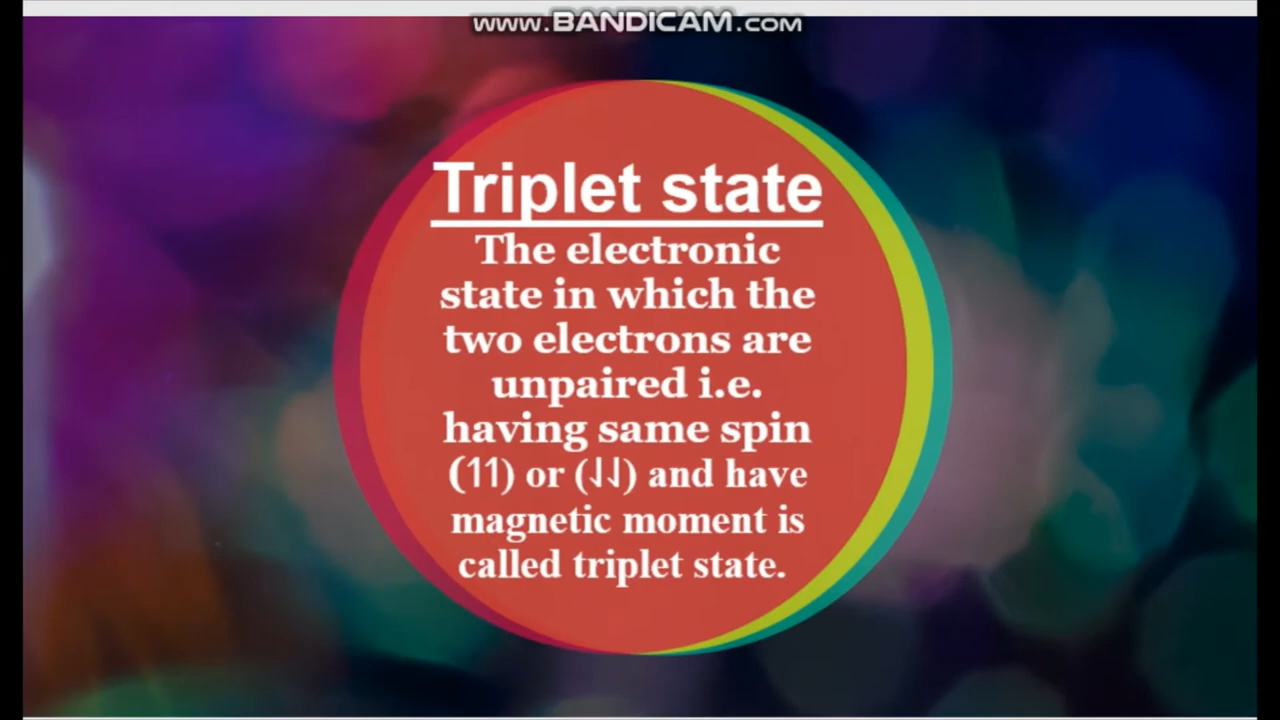 www.BANDICAM.com
Triplet state
The electronic
state in which the
two electrons are
unpaired i.e.
having same spin
(↿↿) or (⇃⇃) and have
magnetic moment is
called triplet state.